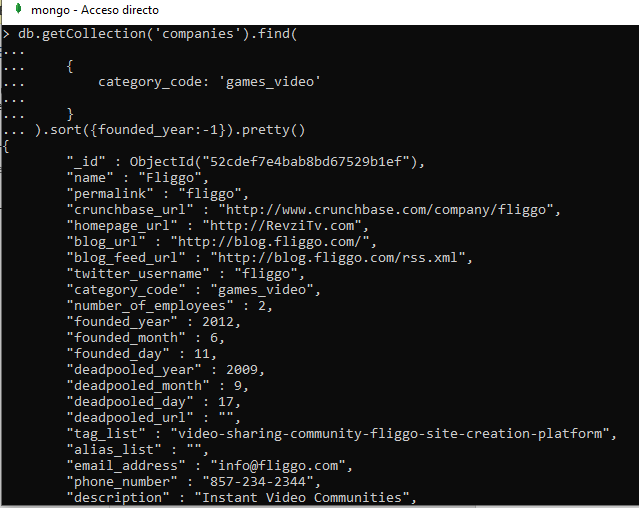 mongo - Acceso directo
> db.getCollection('companies').find(
...
...     {
...         category_code: 'games_video'
...
...     }
... ).sort({founded_year:-1}).pretty()
{
        "_id" : ObjectId("52cdef7e4bab8bd67529b1ef"),
        "name" : "Fliggo",
        "permalink" : "fliggo",
        "crunchbase_url" : "http://www.crunchbase.com/company/fliggo",
        "homepage_url" : "http://RevziTv.com",
        "blog_url" : "http://blog.fliggo.com/",
        "blog_feed_url" : "http://blog.fliggo.com/rss.xml",
        "twitter_username" : "fliggo",
        "category_code" : "games_video",
        "number_of_employees" : 2,
        "founded_year" : 2012,
        "founded_month" : 6,
        "founded_day" : 11,
        "deadpooled_year" : 2009,
        "deadpooled_month" : 9,
        "deadpooled_day" : 17,
        "deadpooled_url" : "",
        "tag_list" : "video-sharing-community-fliggo-site-creation-platform",
        "alias_list" : "",
        "email_address" : "info@fliggo.com",
        "phone_number" : "857-234-2344",
        "description" : "Instant Video Communities",